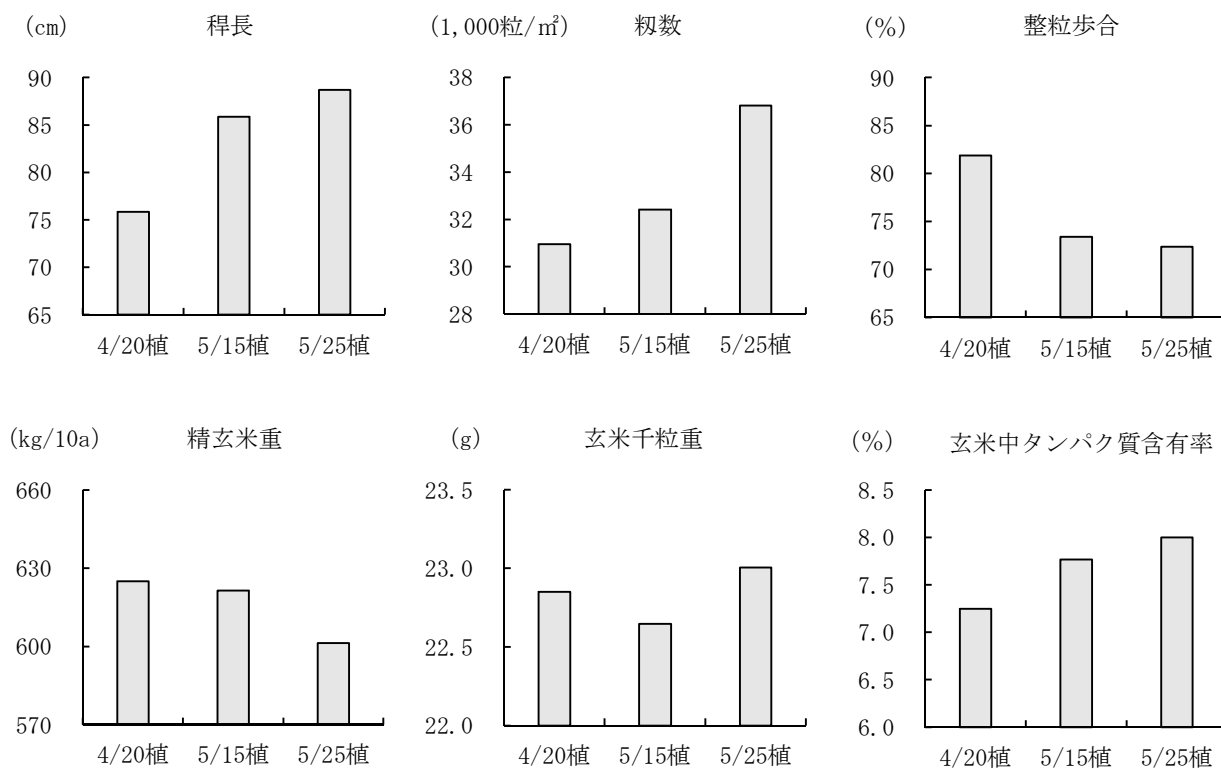 (cm) 稈長
90
85
80
75
70
65
4/20植 5/15植 5/25植
(1,000粒/㎡) 籾数
38
36
34
32
30
28
4/20植 5/15植 5/25植
(%) 整粒歩合
90
85
80
75
70
65
4/20植 5/15植 5/25植
(kg/10a) 精玄米重
660
630
600
570
4/20植 5/15植 5/25植
(g) 玄米千粒重
23.5
23.0
22.5
22.0
4/20植 5/15植 5/25植
(%) 玄米中タンパク質含有率
8.5
8.0
7.5
7.0
6.5
6.0
4/20植 5/15植 5/25植